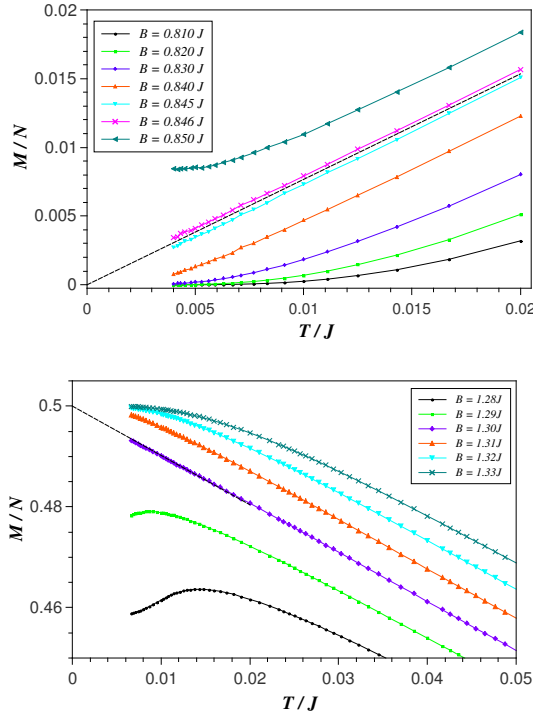 0.02
0.015
0.01
0.005
0
M / N
B = 0.810 J
B = 0.820 J
B = 0.830 J
B = 0.840 J
B = 0.845 J
B = 0.846 J
B = 0.850 J
0 0.005 0.01 0.015 0.02
T / J
0.5
0.48
0.46
M / N
B = 1.28J
B = 1.29J
B = 1.30J
B = 1.31J
B = 1.32J
B = 1.33J
0 0.01 0.02 0.03 0.04 0.05
T / J